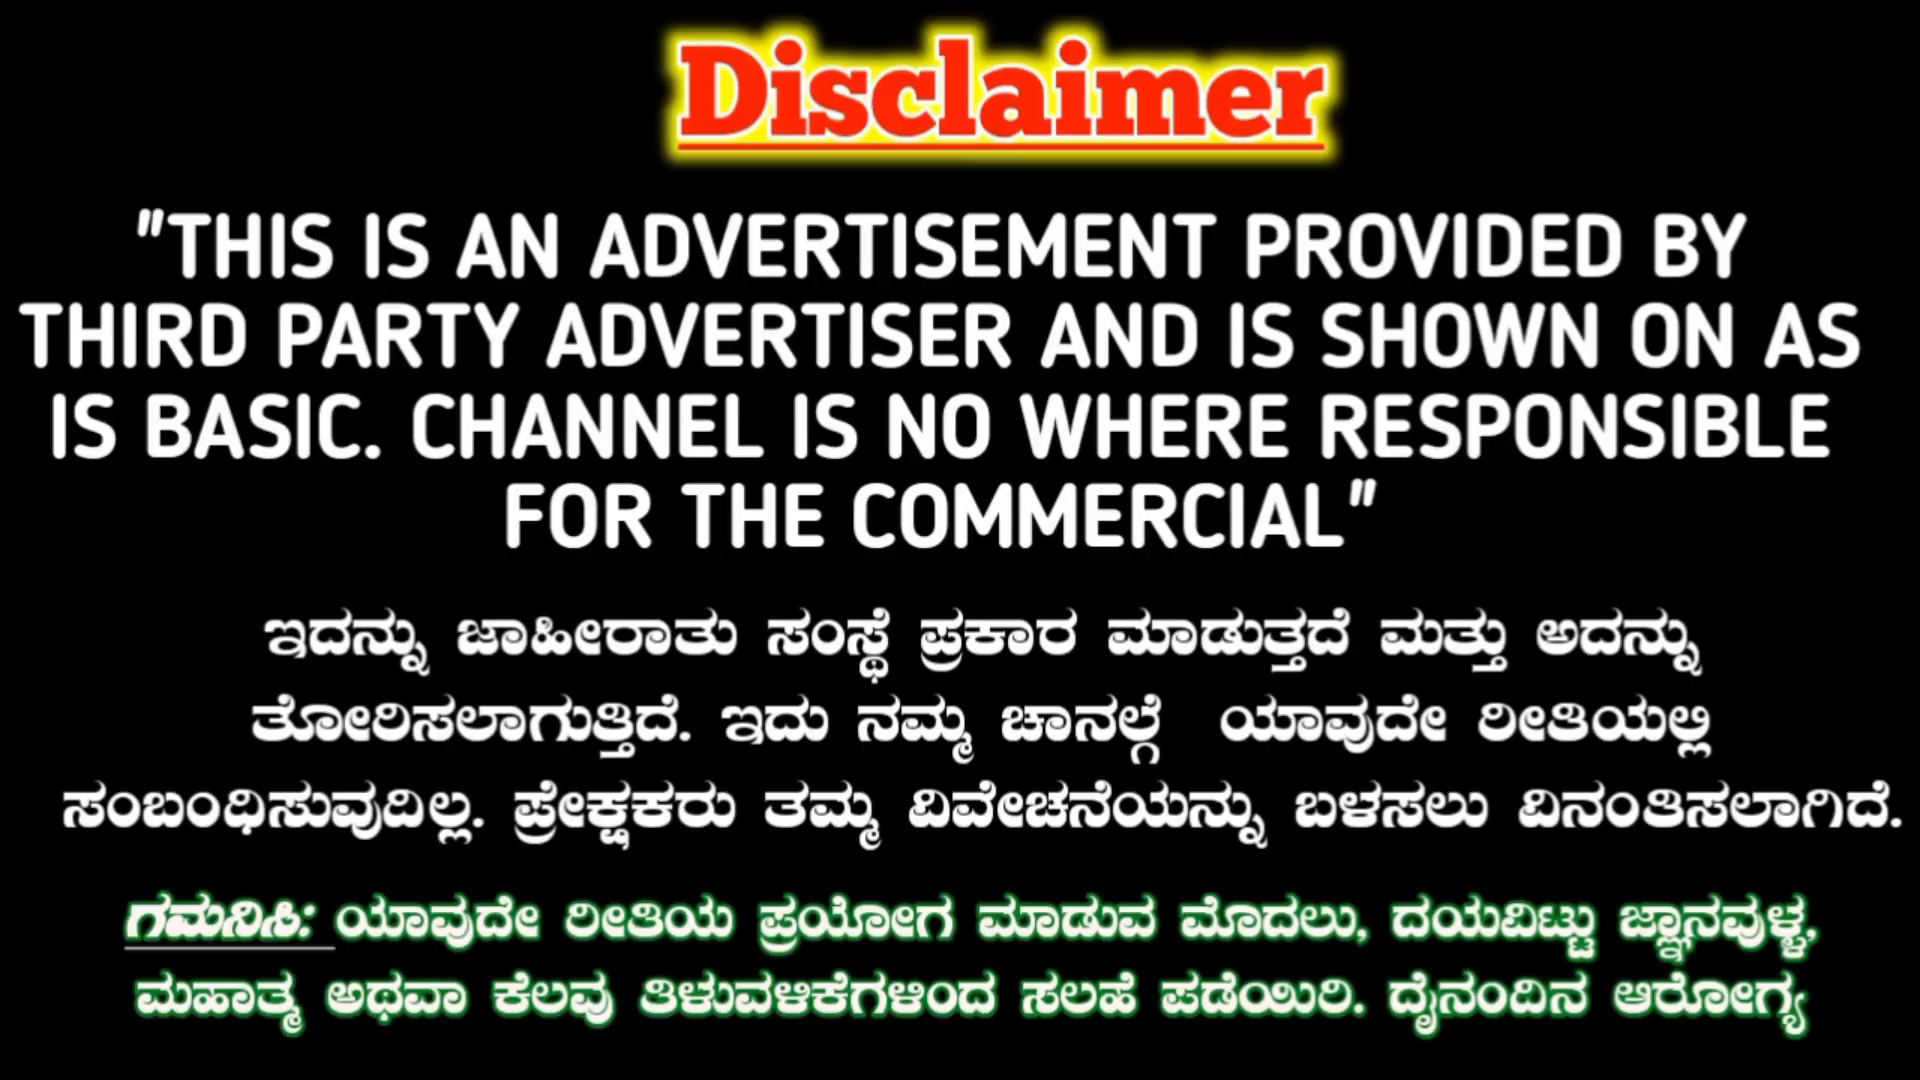 Disclaimer
"THIS IS AN ADVERTISEMENT PROVIDED BY
THIRD PARTY ADVERTISER AND IS SHOWN ON AS
IS BASIC. CHANNEL IS NO WHERE RESPONSIBLE
FOR THE COMMERCIAL"
ಇದನ್ನು ಜಾಹೀರಾತು ಸಂಸ್ಥೆ ಪ್ರಕಾರ ಮಾಡುತ್ತದೆ ಮತ್ತು ಅದನ್ನು
ತೋರಿಸಲಾಗುತ್ತಿದೆ. ಇದು ನಮ್ಮ ಚಾನಲ್ಗೆ ಯಾವುದೇ ರೀತಿಯಲ್ಲಿ
ಸಂಬಂಧಿಸುವುದಿಲ್ಲ. ಪ್ರೇಕ್ಷಕರು ತಮ್ಮ ವಿವೇಚನೆಯನ್ನು ಬಳಸಲು ವಿನಂತಿಸಲಾಗಿದೆ.
ಗಮನಿಸಿ: ಯಾವುದೇ ರೀತಿಯ ಪ್ರಯೋಗ ಮಾಡುವ ಮೊದಲು, ದಯವಿಟ್ಟು ಜ್ಞಾನವುಳ್ಳ,
ಮಹಾತ್ಮ ಅಥವಾ ಕೆಲವು ತಿಳುವಳಿಕೆಗಳಿಂದ ಸಲಹೆ ಪಡೆಯಿರಿ. ದೈನಂದಿನ ಆರೋಗ್ಯ